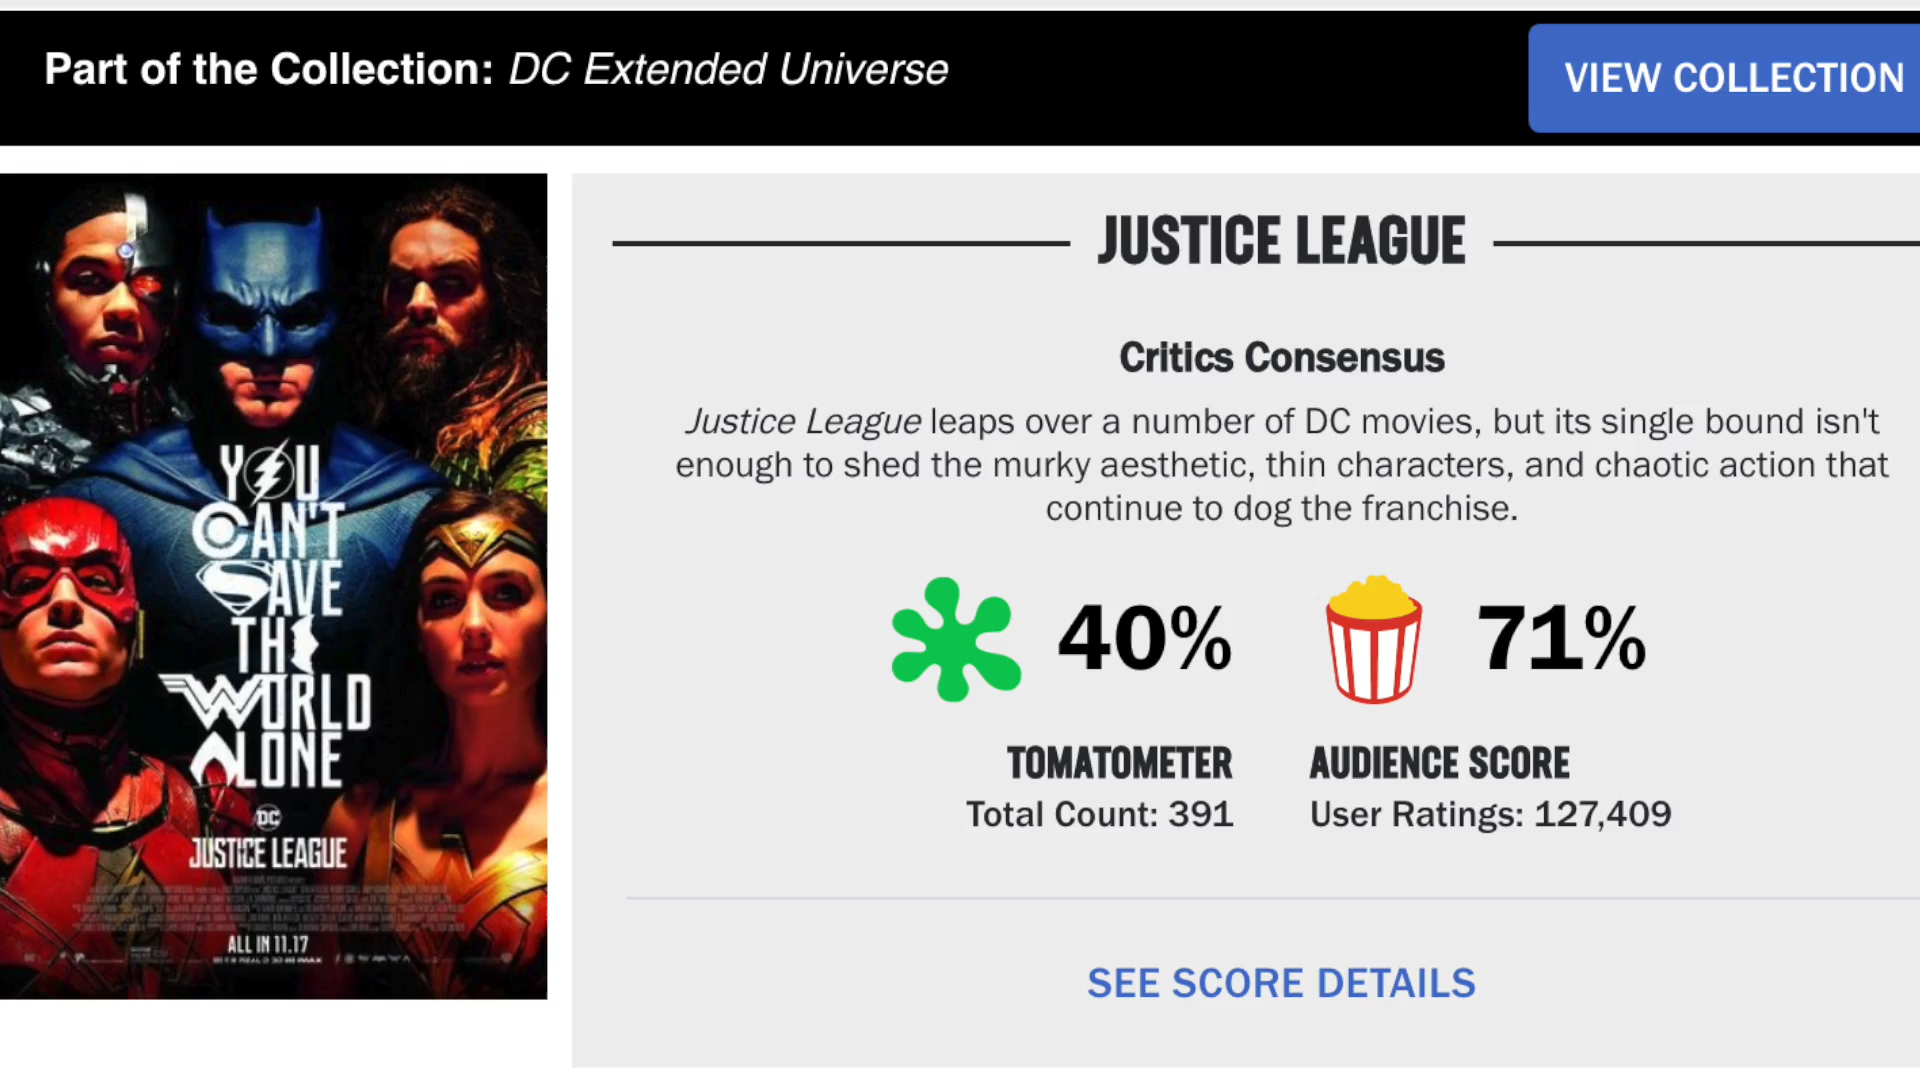 Part of the Collection: DC Extended Universe
VIEW COLLECTION
YOU
CAN'T
SAVE
THE
WORLD
ALONE
DC
JUSTICE LEAGUE
ALL IN 11.17
JUSTICE LEAGUE
Critics Consensus
Justice League leaps over a number of DC movies, but its single bound isn't
enough to shed the murky aesthetic, thin characters, and chaotic action that
continue to dog the franchise.
40%
71%
TOMATOMETER
AUDIENCE SCORE
Total Count: 391
User Ratings: 127,409
SEE SCORE DETAILS